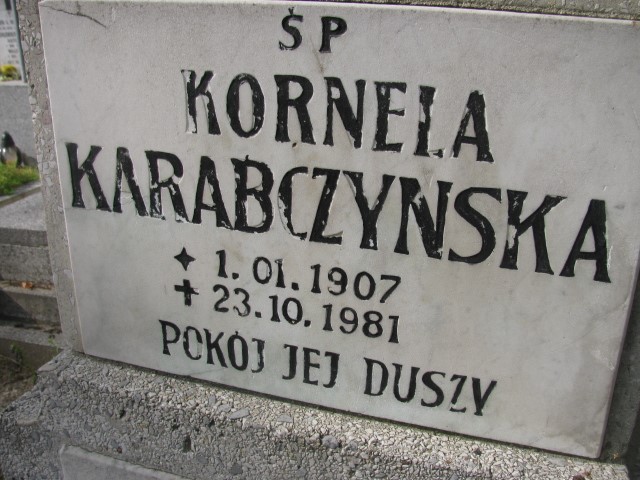 ŚP
KORNELA
KARABCZYNSKA
✦ 1.01.1907
✝ 23.10.1981
POKÓJ JEJ DUSZY